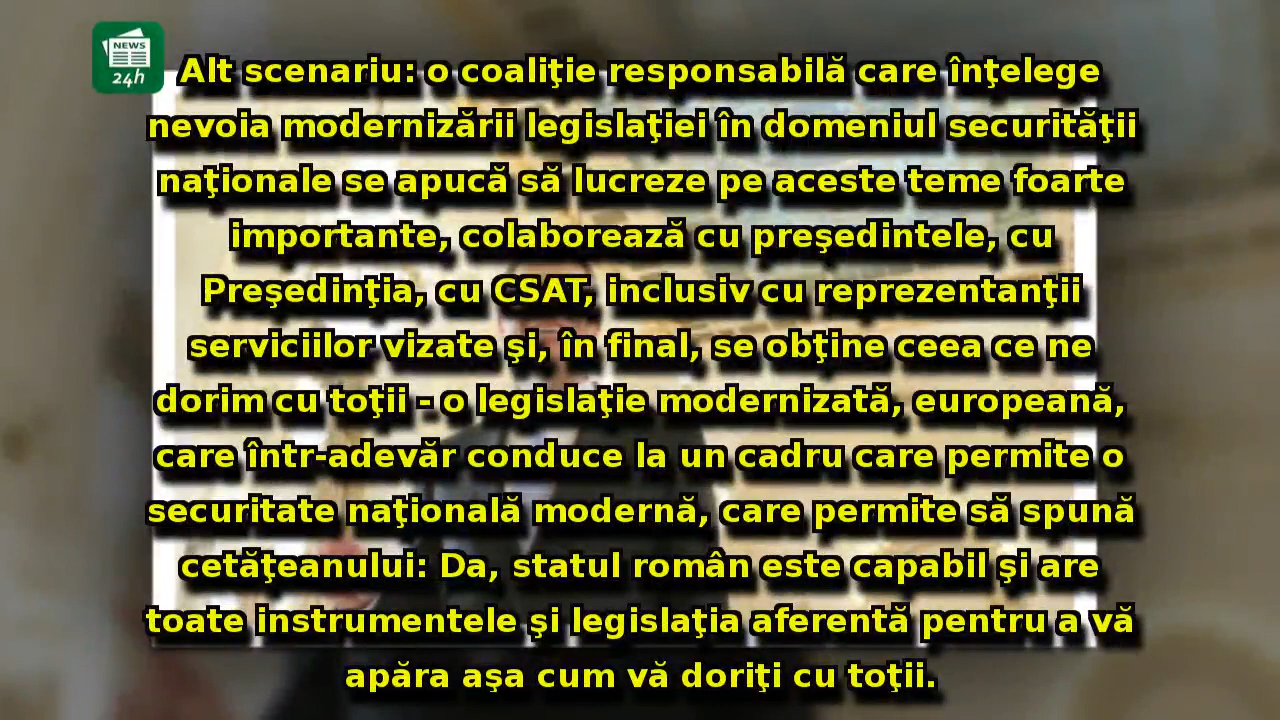 NEWS
24h
Alt scenariu: o coaliţie responsabilă care înţelege
nevoia modernizării legislaţiei în domeniul securităţii
naţionale se apucă să lucreze pe aceste teme foarte
importante, colaborează cu preşedintele, cu
Preşedinţia, cu CSAT, inclusiv cu reprezentanţii
serviciilor vizate şi, în final, se obţine ceea ce ne
dorim cu toţii - o legislaţie modernizată, europeană,
care într-adevăr conduce la un cadru care permite o
securitate naţională modernă, care permite să spună
cetăţeanului: Da, statul român este capabil şi are
toate instrumentele şi legislaţia aferentă pentru a vă
apăra aşa cum vă doriţi cu toţii.